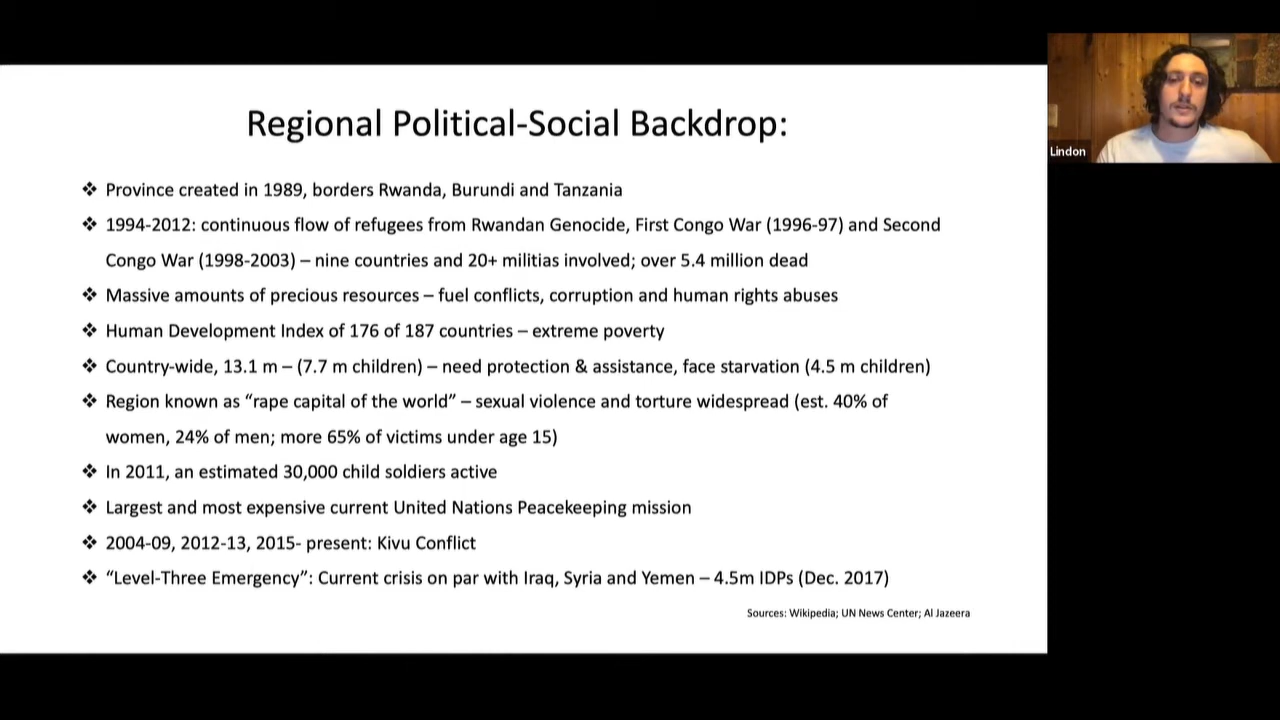 Regional Political-Social Backdrop:
❖ Province created in 1989, borders Rwanda, Burundi and Tanzania
❖ 1994-2012: continuous flow of refugees from Rwandan Genocide, First Congo War (1996-97) and Second
Congo War (1998-2003) – nine countries and 20+ militias involved; over 5.4 million dead
❖ Massive amounts of precious resources – fuel conflicts, corruption and human rights abuses
❖ Human Development Index of 176 of 187 countries – extreme poverty
❖ Country-wide, 13.1 m – (7.7 m children) – need protection & assistance, face starvation (4.5 m children)
❖ Region known as “rape capital of the world” – sexual violence and torture widespread (est. 40% of
women, 24% of men; more 65% of victims under age 15)
❖ In 2011, an estimated 30,000 child soldiers active
❖ Largest and most expensive current United Nations Peacekeeping mission
❖ 2004-09, 2012-13, 2015- present: Kivu Conflict
❖ “Level-Three Emergency”: Current crisis on par with Iraq, Syria and Yemen – 4.5m IDPs (Dec. 2017)
Sources: Wikipedia; UN News Center; Al Jazeera
Lindon